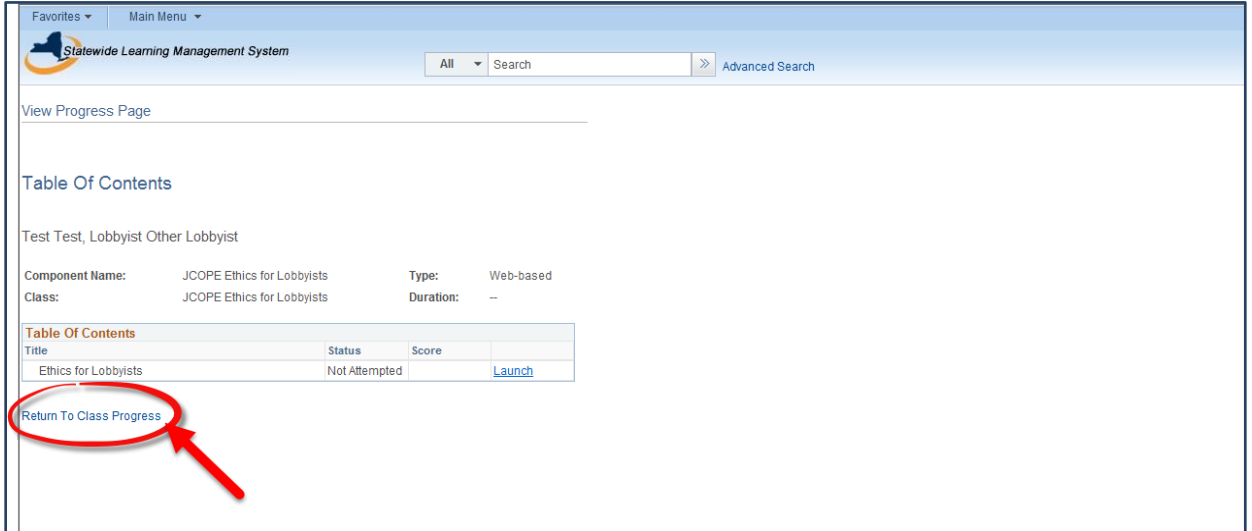 Favorites Main Menu
Statewide Learning Management System
All Search Advanced Search
View Progress Page
Table Of Contents
Test Test, Lobbyist Other Lobbyist
Component Name: JCOPE Ethics for Lobbyists Type: Web-based
Class: JCOPE Ethics for Lobbyists Duration: --
Table Of Contents
Title Status Score
Ethics for Lobbyists Not Attempted Launch
Return To Class Progress